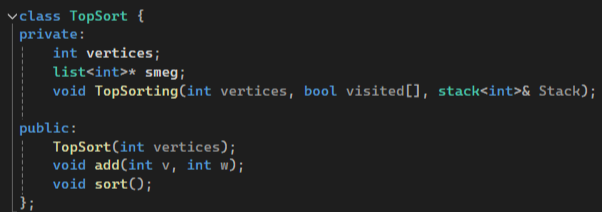 class TopSort {
private:
int vertices;
list<int>* smeg;
void TopSorting(int vertices, bool visited[], stack<int>& Stack);
public:
TopSort(int vertices);
void add(int v, int w);
void sort();
};